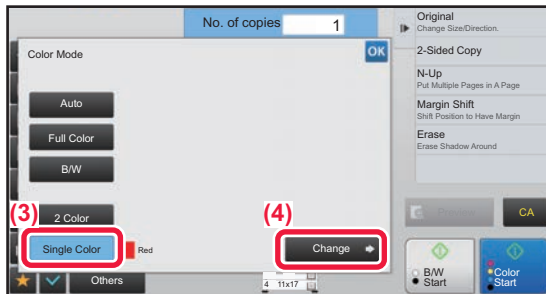 No. of copies 1
Color Mode
OK
Auto
Full Color
B/W
(3)
2 Color
Single Color
Red
(4)
Change
Others
4 11x17
Original
Change Size/Direction.
2-Sided Copy
N-Up
Put Multiple Pages in A Page
Margin Shift
Shift Position to Have Margin
Erase
Erase Shadow Around
CA
B/W
Start
Color
Start